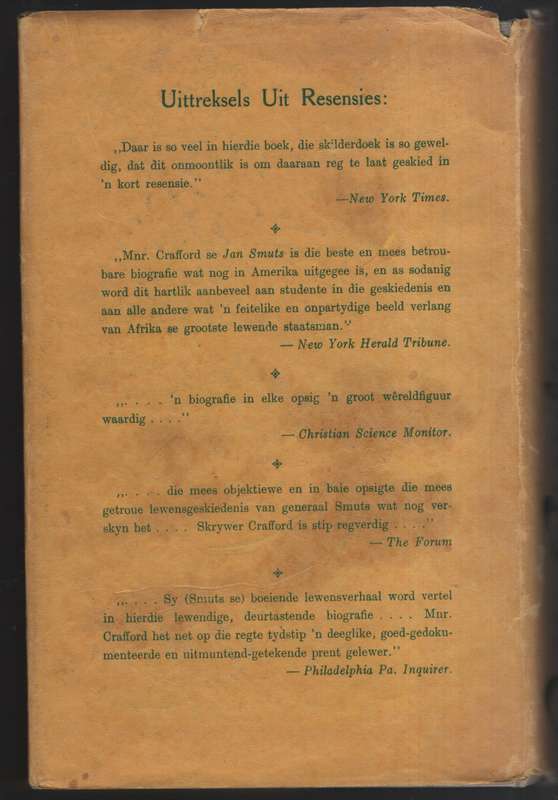 Uittreksels Uit Resensies:
„Daar is so veel in hierdie boek, die skilderdoek is so gewel-
dig, dat dit onmoontlik is om daaraan reg te laat geskied in
'n kort resensie."
—New York Times.
„Mnr. Crafford se Jan Smuts is die beste en mees betrou-
bare biografie wat nog in Amerika uitgegee is, en as sodanig
word dit hartlik aanbeveel aan studente in die geskiedenis en
aan alle andere wat 'n feitelike en onpartydige beeld verlang
van Afrika se grootste lewende staatsman."
— New York Herald Tribune.
„. . . . 'n biografie in elke opsig 'n groot wêreldfiguur
waardig . . . ."
— Christian Science Monitor.
„. . . . die mees objektiewe en in baie opsigte die mees
getroue lewensgeskiedenis van generaal Smuts wat nog ver-
skyn het . . . . Skrywer Crafford is stip regverdig . . . ."
— The Forum
„. . . . Sy (Smuts se) boeiende lewensverhaal word vertel
in hierdie lewendige, deurtastende biografie . . . . Mnr.
Crafford het net op die regte tydstip 'n deeglike, goed-gedoku-
menteerde en uitmuntend-getekende prent gelewer."
— Philadelphia Pa. Inquirer.